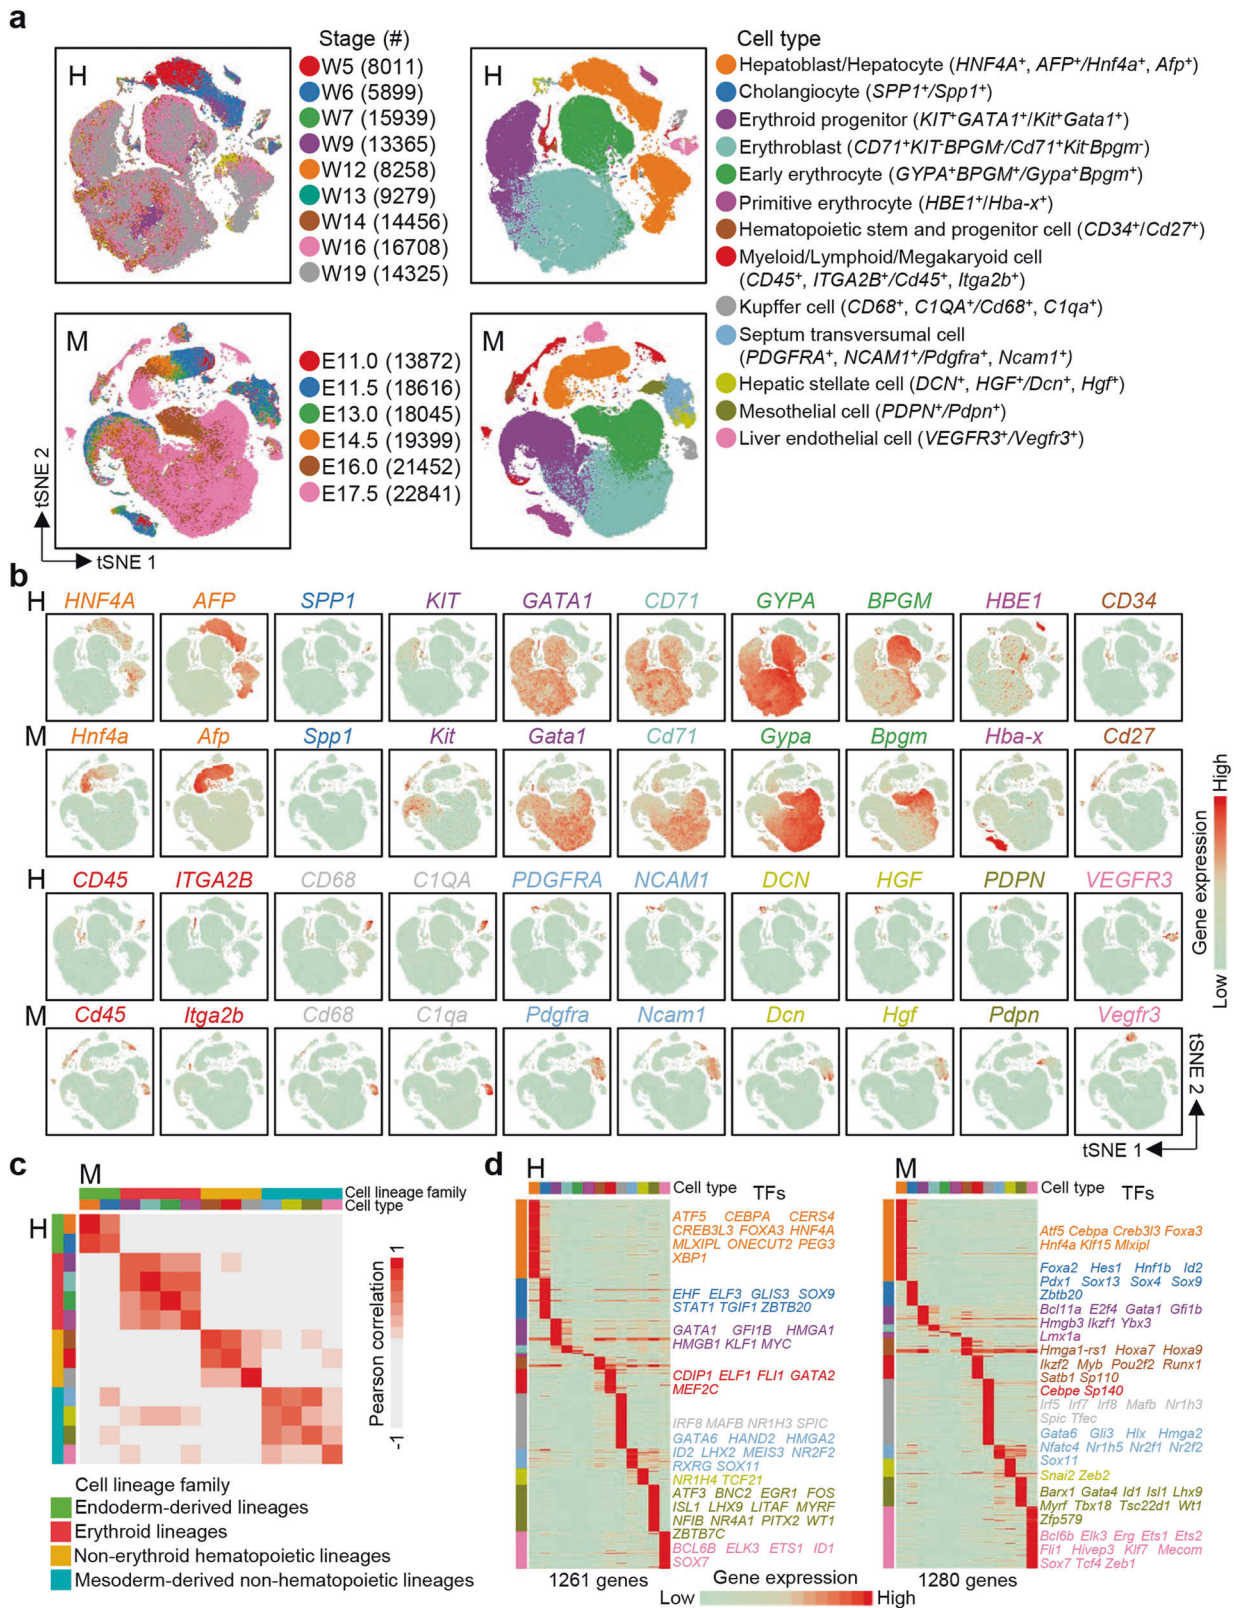 a
Stage (#)
H
W5 (8011)
W6 (5899)
W7 (15939)
W9 (13365)
W12 (8258)
W13 (9279)
W14 (14456)
W16 (16708)
W19 (14325)
M
E11.0 (13872)
E11.5 (18616)
E13.0 (18045)
E14.5 (19399)
E16.0 (21452)
E17.5 (22841)
tSNE 2
tSNE 1
H
M
Cell type
Hepatoblast/Hepatocyte (HNF4A⁺, AFP⁺/Hnf4a⁺, Afp⁺)
Cholangiocyte (SPP1⁺/Spp1⁺)
Erythroid progenitor (KIT⁺GATA1⁺/Kit⁺Gata1⁺)
Erythroblast (CD71⁺KIT⁻BPGM⁻/Cd71⁺Kit⁻Bpgm⁻)
Early erythrocyte (GYPA⁺BPGM⁺/Gypa⁺Bpgm⁺)
Primitive erythrocyte (HBE1⁺/Hba-x⁺)
Hematopoietic stem and progenitor cell (CD34⁺/Cd27⁺)
Myeloid/Lymphoid/Megakaryoid cell
(CD45⁺, ITGA2B⁺/Cd45⁺, Itga2b⁺)
Kupffer cell (CD68⁺, C1QA⁺/Cd68⁺, C1qa⁺)
Septum transversumal cell
(PDGFRA⁺, NCAM1⁺/Pdgfra⁺, Ncam1⁺)
Hepatic stellate cell (DCN⁺, HGF⁺/Dcn⁺, Hgf⁺)
Mesothelial cell (PDPN⁺/Pdpn⁺)
Liver endothelial cell (VEGFR3⁺/Vegfr3⁺)
b
H HNF4A AFP SPP1 KIT GATA1 CD71 GYPA BPGM HBE1 CD34
M Hnf4a Afp Spp1 Kit Gata1 Cd71 Gypa Bpgm Hba-x Cd27
H CD45 ITGA2B CD68 C1QA PDGFRA NCAM1 DCN HGF PDPN VEGFR3
M Cd45 Itga2b Cd68 C1qa Pdgfra Ncam1 Dcn Hgf Pdpn Vegfr3
High
Gene expression
Low
tSNE 2
tSNE 1
c
M
Cell lineage family
Cell type
H
1
Pearson correlation
-1
Cell lineage family
Endoderm-derived lineages
Erythroid lineages
Non-erythroid hematopoietic lineages
Mesoderm-derived non-hematopoietic lineages
d
H
Cell type TFs
ATF5 CEBPA CERS4
CREB3L3 FOXA3 HNF4A
MLXIPL ONECUT2 PEG3
XBP1
EHF ELF3 GLIS3 SOX9
STAT1 TGIF1 ZBTB20
GATA1 GFI1B HMGA1
HMGB1 KLF1 MYC
CDIP1 ELF1 FLI1 GATA2
MEF2C
IRF8 MAFB NR1H3 SPIC
GATA6 HAND2 HMGA2
ID2 LHX2 MEIS3 NR2F2
RXRG SOX11
NR1H4 TCF21
ATF3 BNC2 EGR1 FOS
ISL1 LHX9 LITAF MYRF
NFIB NR4A1 PITX2 WT1
ZBTB7C
BCL6B ELK3 ETS1 ID1
SOX7
1261 genes
M
Cell type TFs
Atf5 Cebpa Creb3l3 Foxa3
Hnf4a Klf15 Mlxipl
Foxa2 Hes1 Hnf1b Id2
Pdx1 Sox13 Sox4 Sox9
Zbtb20
Bcl11a E2f4 Gata1 Gfi1b
Hmgb3 Ikzf1 Ybx3
Lmx1a
Hmga1-rs1 Hoxa7 Hoxa9
Ikzf2 Myb Pou2f2 Runx1
Satb1 Sp110
Cebpe Sp140
Irf5 Irf7 Irf8 Mafb Nr1h3
Spic Tfec
Gata6 Gli3 Hlx Hmga2
Nfatc4 Nr1h5 Nr2f1 Nr2f2
Sox11
Snai2 Zeb2
Barx1 Gata4 Id1 Isl1 Lhx9
Myrf Tbx18 Tsc22d1 Wt1
Zfp579
Bcl6b Elk3 Erg Ets1 Ets2
Fli1 Hivep3 Klf7 Mecom
Sox7 Tcf4 Zeb1
1280 genes
Gene expression
Low High